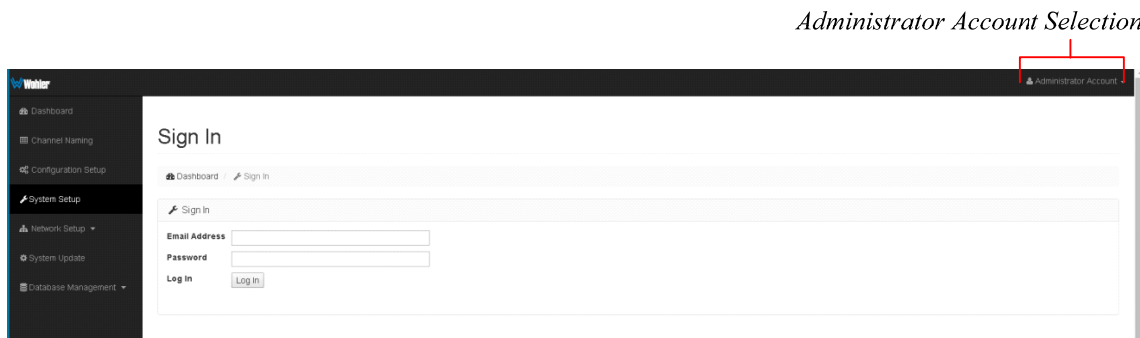 Administrator Account Selection
Wohler
Administrator Account
Dashboard
Channel Naming
Configuration Setup
System Setup
Network Setup
System Update
Database Management
Sign In
Dashboard / Sign In
Sign In
Email Address
Password
Log In
Log In